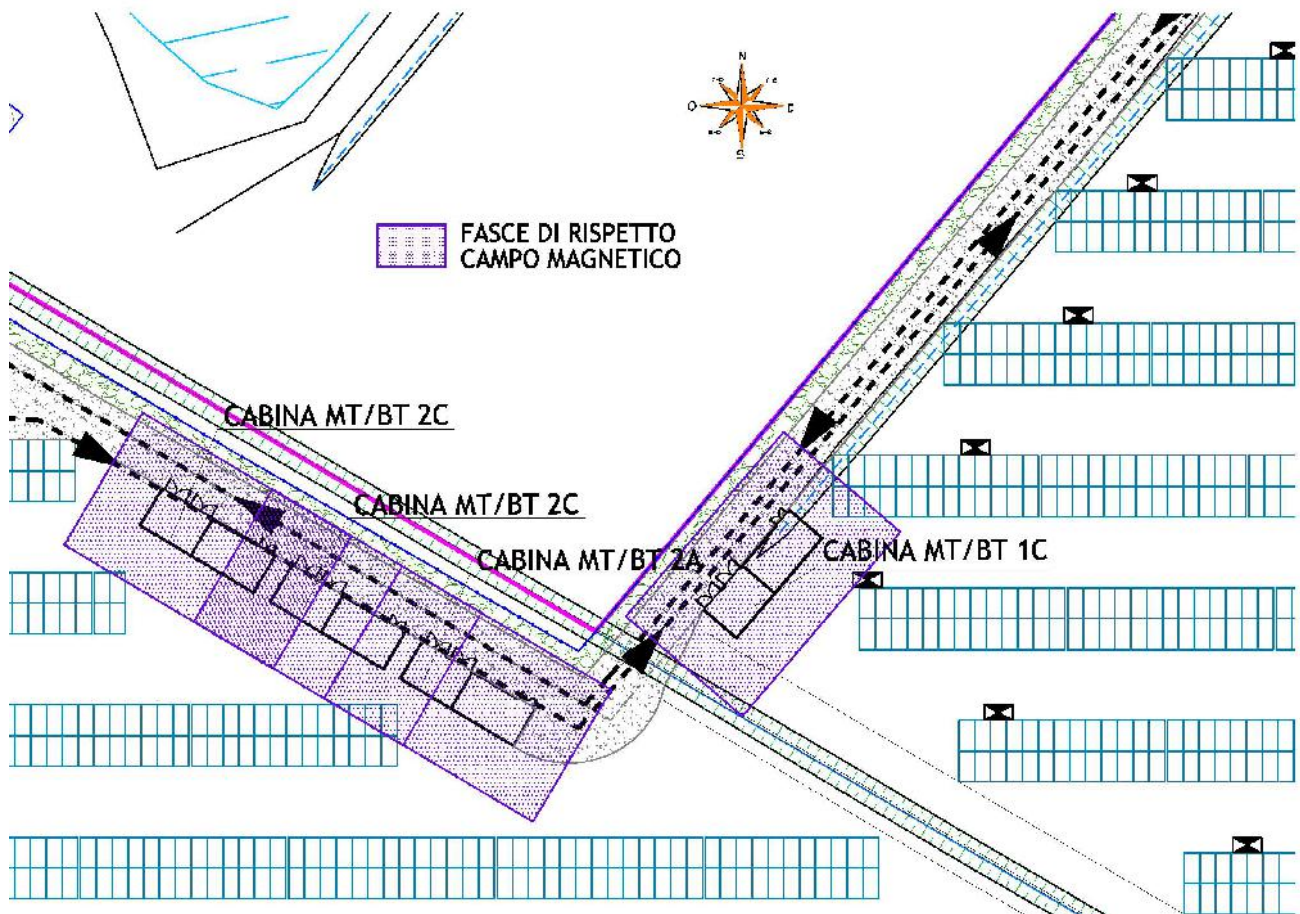 N
O
E
S
FASCE DI RISPETTO
CAMPO MAGNETICO
CABINA MT/BT 2C
CABINA MT/BT 2C
CABINA MT/BT 2A
CABINA MT/BT 1C